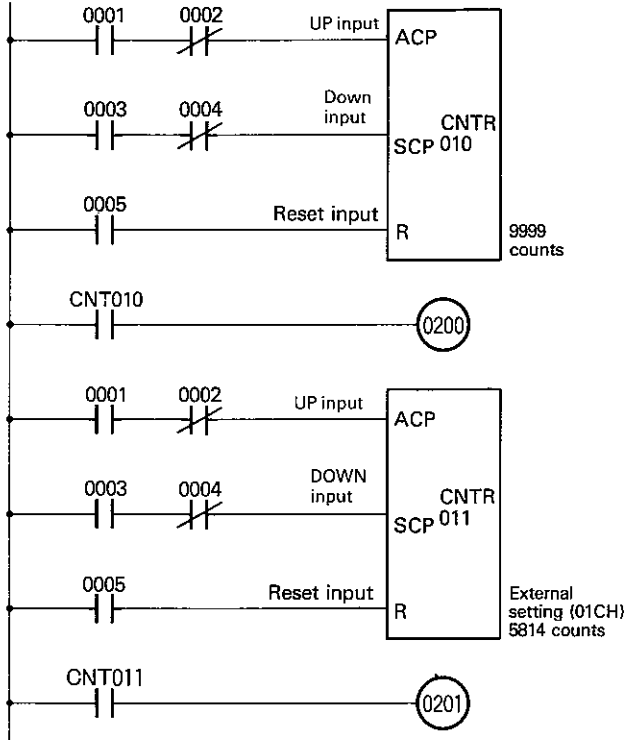 0001 0002 UP input ACP
0003 0004 Down input SCP CNTR 010
0005 Reset input R 9999 counts
CNT010 0200
0001 0002 UP input ACP
0003 0004 DOWN input SCP CNTR 011
0005 Reset input R External setting (01CH) 5814 counts
CNT011 0201